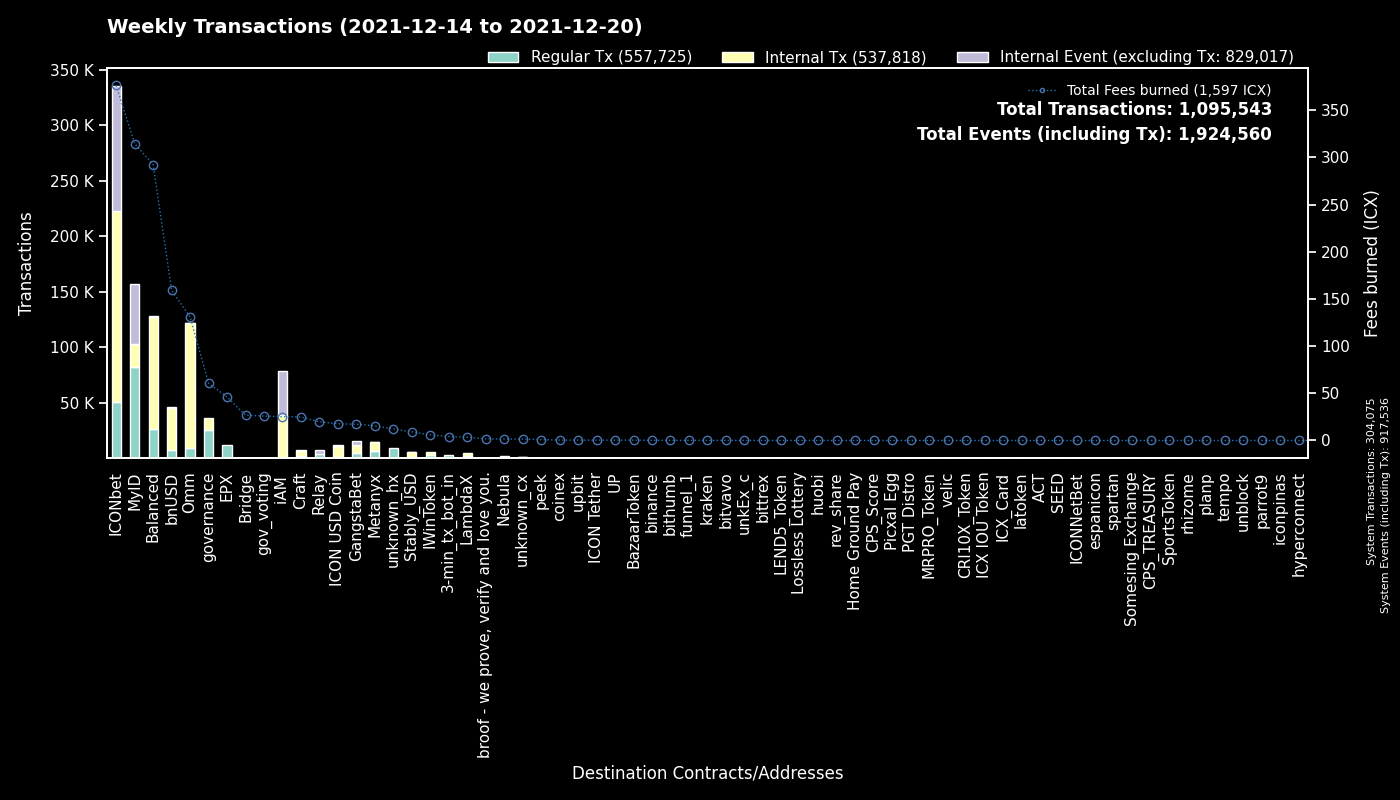 Weekly Transactions (2021-12-14 to 2021-12-20)
Regular Tx (557,725)
Internal Tx (537,818)
Internal Event (excluding Tx: 829,017)
Total Fees burned (1,597 ICX)
Total Transactions: 1,095,543
Total Events (including Tx): 1,924,560
Transactions
350 K
300 K
250 K
200 K
150 K
100 K
50 K
350
300
250
200
150
100
50
0
Fees burned (ICX)
System Transactions: 304,075
System Events (including Tx): 917,536
ICONbet
MyID
Balanced
bnUSD
Omm
governance
EPX
Bridge
gov_voting
iAM
Craft
Relay
ICON USD Coin
GangstaBet
Metanyx
unknown_hx
Stably_USD
IWinToken
3-min_tx_bot_in
LambdaX
broof - we prove, verify and love you.
Nebula
unknown_cx
peek
coinex
upbit
ICON Tether
UP
BazaarToken
binance
bithumb
funnel_1
kraken
bitvavo
unkEx_c
bittrex
LEND5_Token
Lossless Lottery
huobi
rev_share
Home Ground Pay
CPS_Score
Picxal Egg
PGT Distro
MRPRO_Token
velic
CRI10X_Token
ICX IOU Token
ICX_Card
latoken
ACT
SEED
ICONNetBet
espanicon
spartan
Somesing Exchange
CPS_TREASURY
SportsToken
rhizome
planp
tempo
unblock
parrot9
iconpinas
hyperconnect
Destination Contracts/Addresses